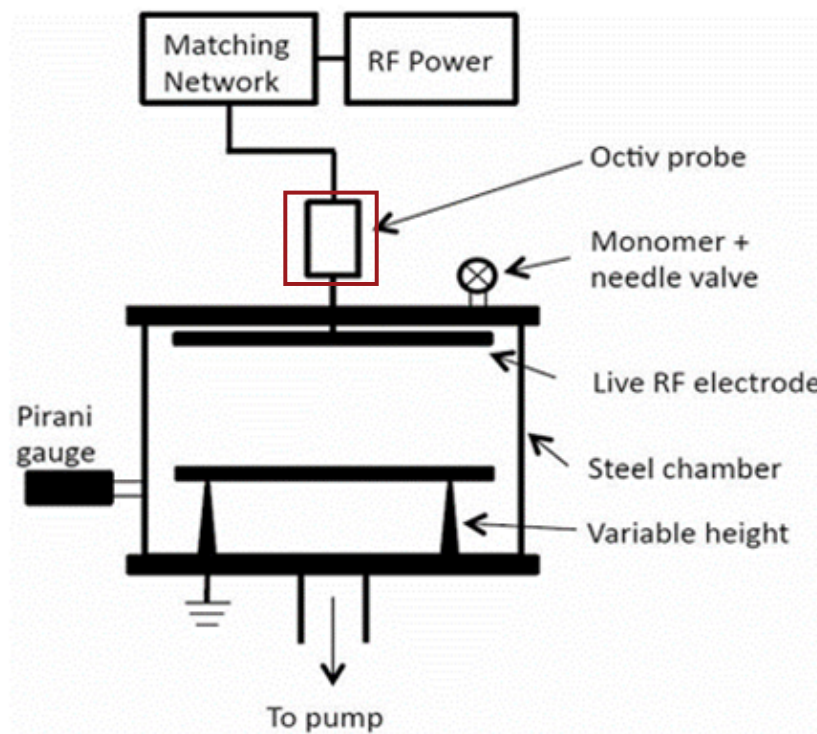 Matching
Network
RF Power
Octiv probe
Monomer +
needle valve
Live RF electrode
Pirani
gauge
Steel chamber
Variable height
To pump